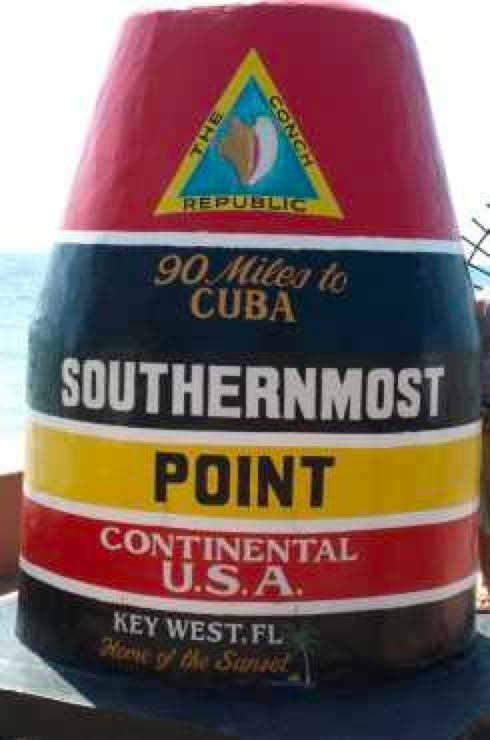 THE CONCH
REPUBLIC
90 Miles to
CUBA
SOUTHERNMOST
POINT
CONTINENTAL
U.S.A.
KEY WEST, FL
Home of the Sunset